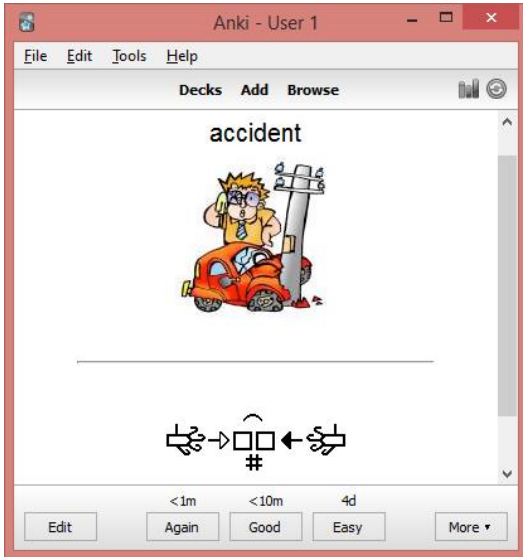 Anki - User 1
File Edit Tools Help
Decks Add Browse
accident
<1m <10m 4d
Edit Again Good Easy More ▾